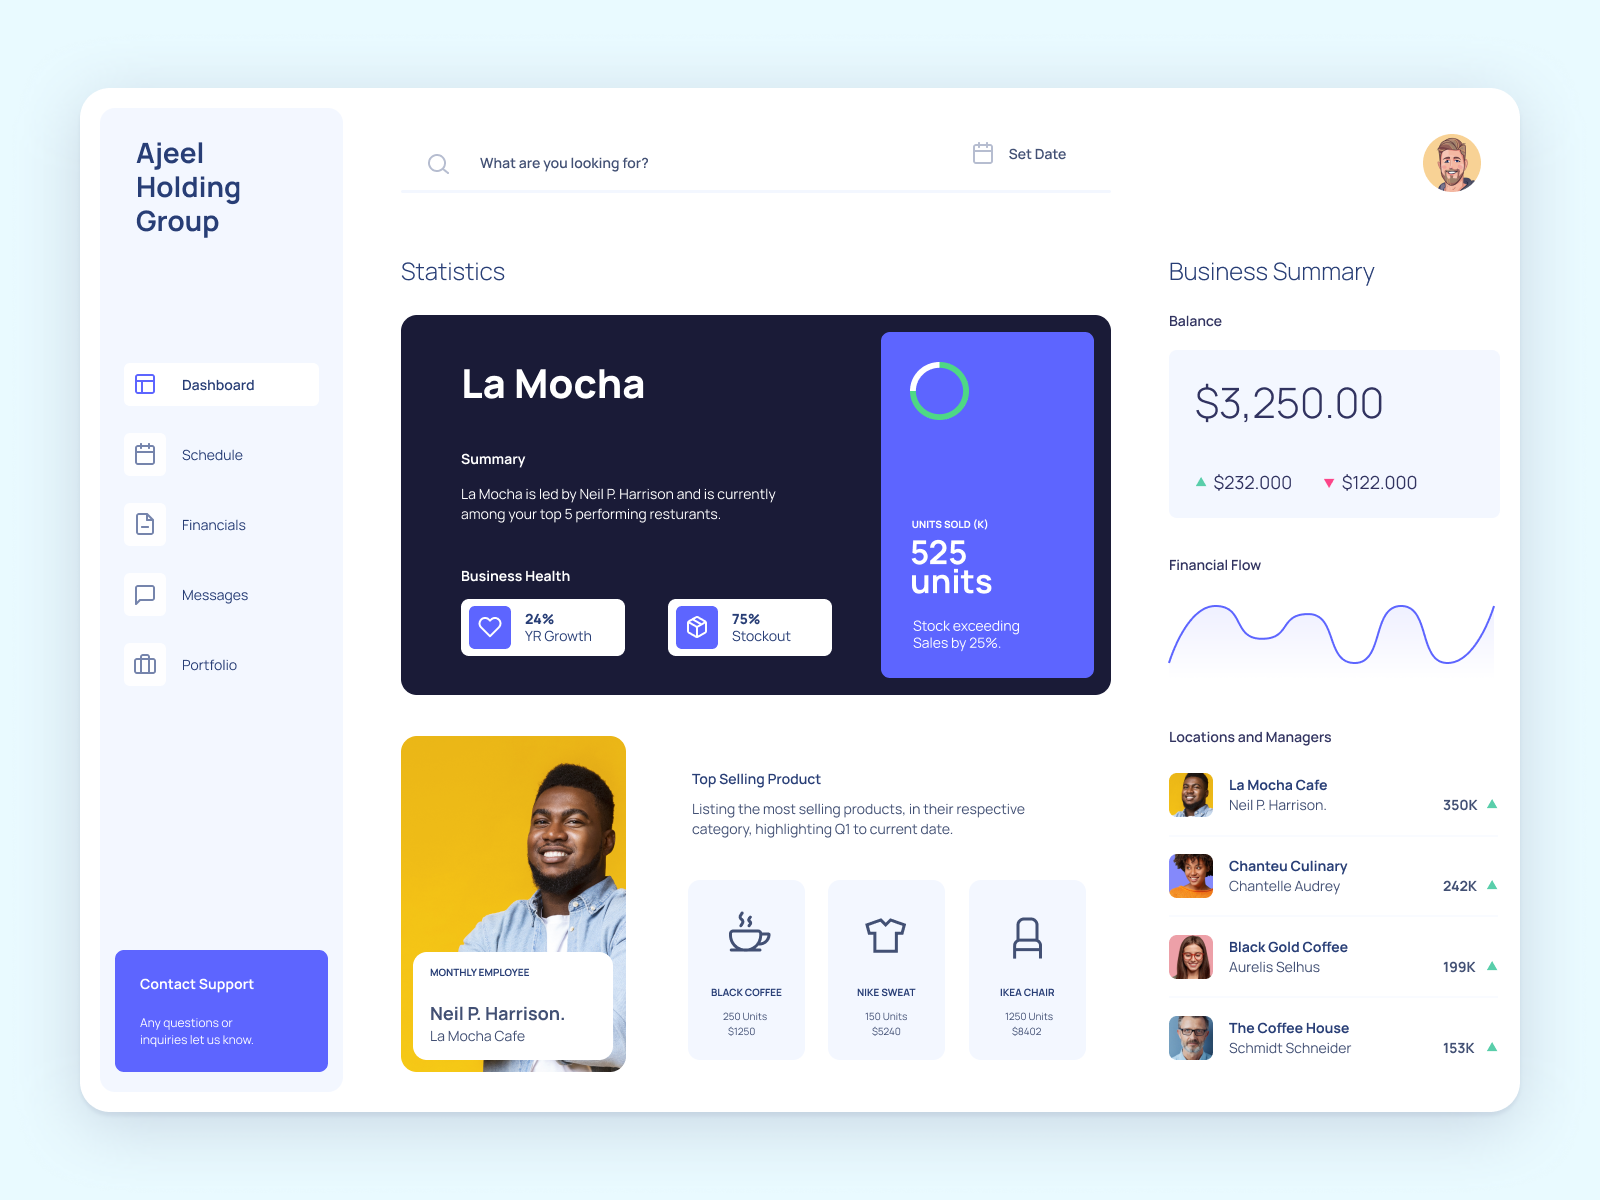 Ajeel
Holding
Group
Dashboard
Schedule
Financials
Messages
Portfolio
Contact Support
Any questions or
inquiries let us know.
What are you looking for?
Set Date
Statistics
La Mocha
Summary
La Mocha is led by Neil P. Harrison and is currently
among your top 5 performing resturants.
Business Health
24%
YR Growth
75%
Stockout
UNITS SOLD (K)
525
units
Stock exceeding
Sales by 25%.
MONTHLY EMPLOYEE
Neil P. Harrison.
La Mocha Cafe
Top Selling Product
Listing the most selling products, in their respective
category, highlighting Q1 to current date.
BLACK COFFEE
250 Units
$1250
NIKE SWEAT
150 Units
$5240
IKEA CHAIR
1250 Units
$8402
Business Summary
Balance
$3,250.00
$232.000
$122.000
Financial Flow
Locations and Managers
La Mocha Cafe
Neil P. Harrison.
350K
Chanteu Culinary
Chantelle Audrey
242K
Black Gold Coffee
Aurelis Selhus
199K
The Coffee House
Schmidt Schneider
153K